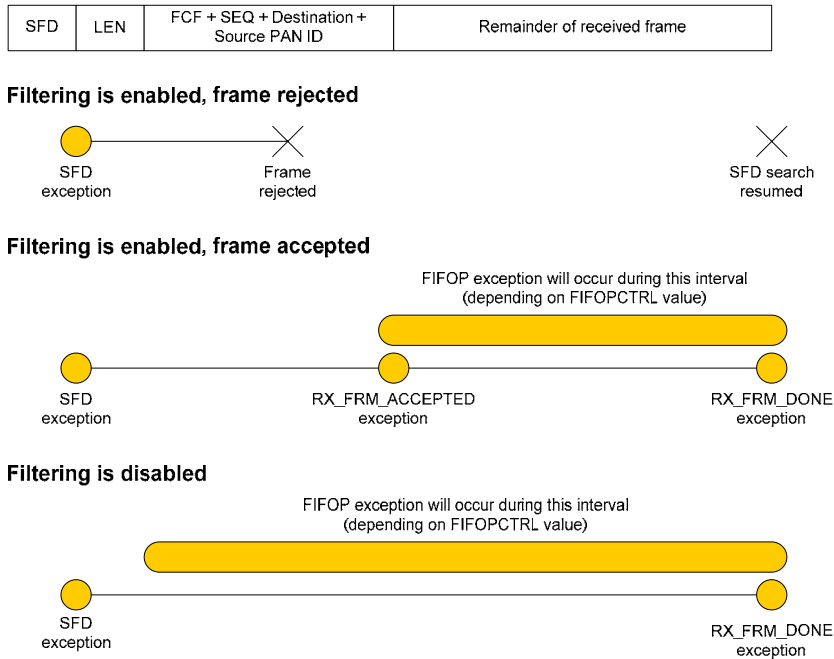 SFD
LEN
FCF + SEQ + Destination +
Source PAN ID
Remainder of received frame
Filtering is enabled, frame rejected
SFD
exception
Frame
rejected
SFD search
resumed
Filtering is enabled, frame accepted
FIFOP exception will occur during this interval
(depending on FIFOPCTRL value)
SFD
exception
RX_FRM_ACCEPTED
exception
RX_FRM_DONE
exception
Filtering is disabled
FIFOP exception will occur during this interval
(depending on FIFOPCTRL value)
SFD
exception
RX_FRM_DONE
exception